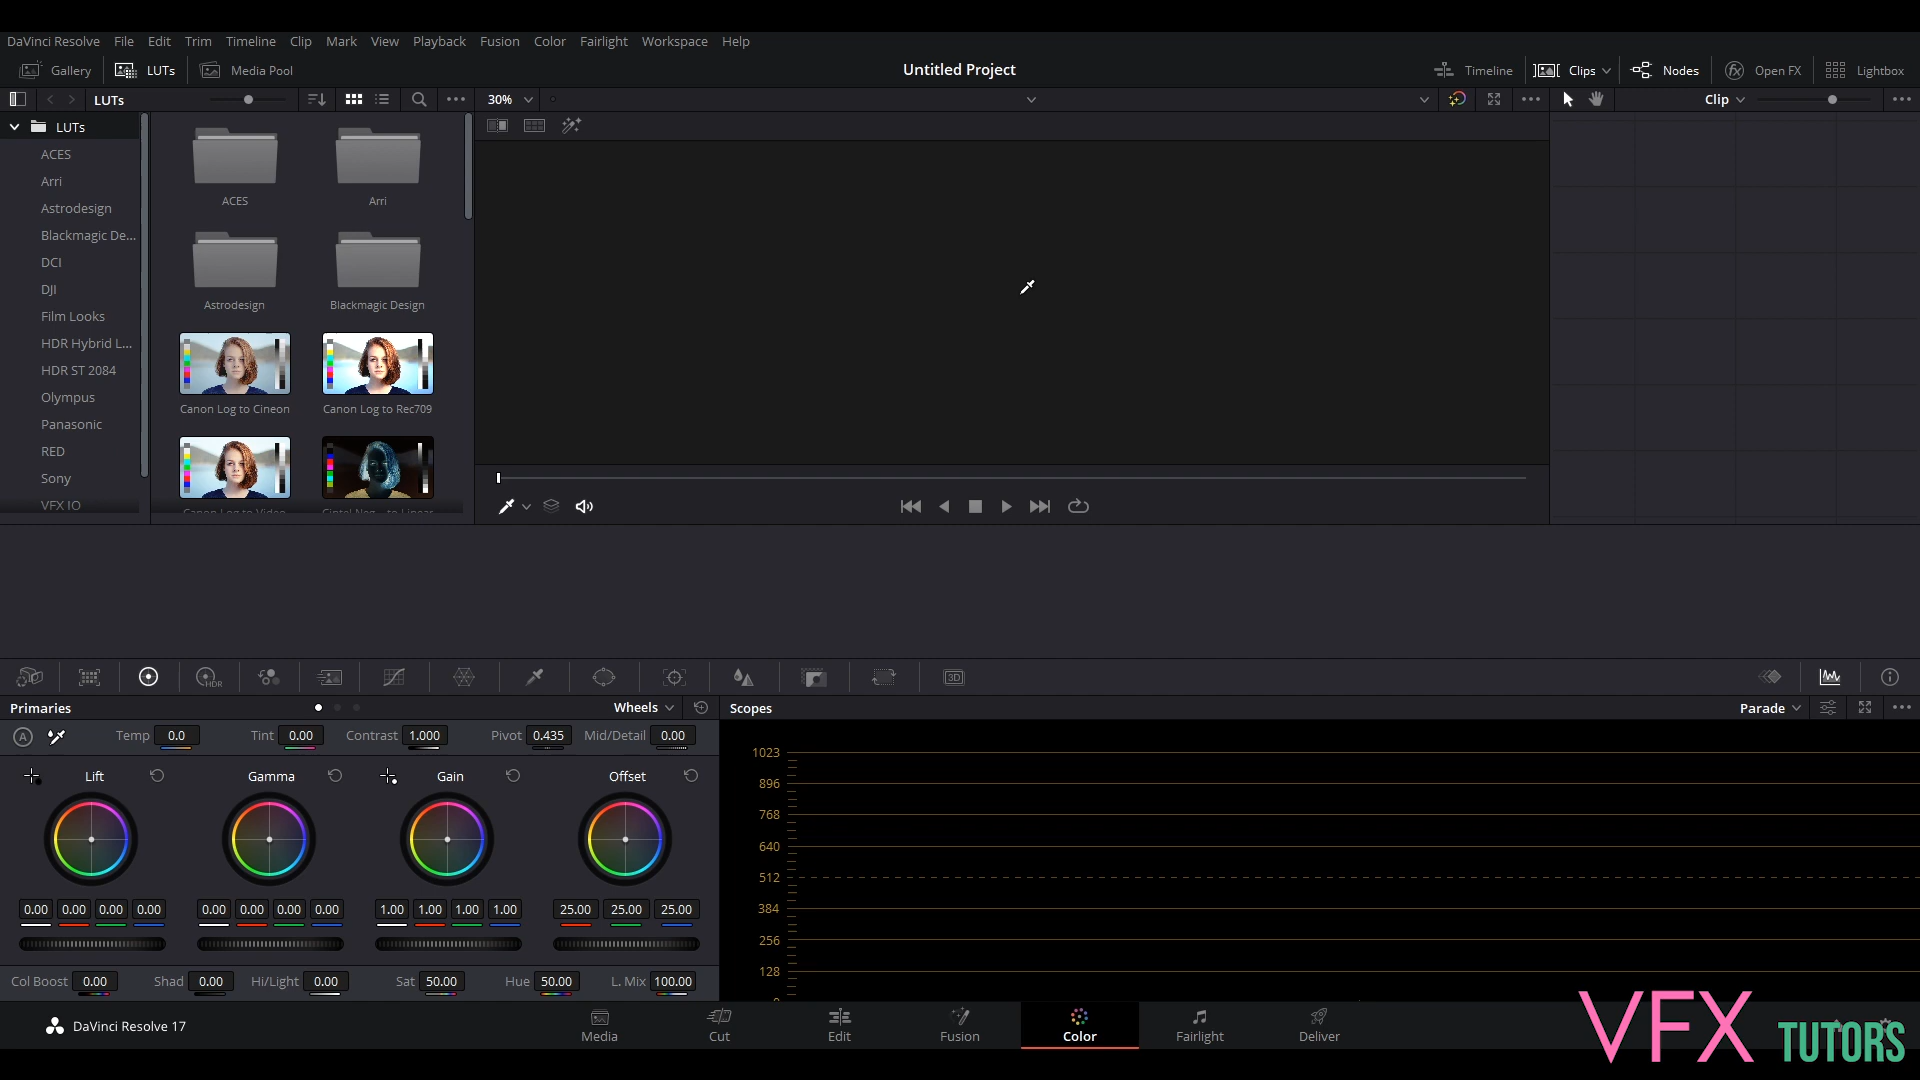 DaVinci Resolve File Edit Trim Timeline Clip Mark View Playback Fusion Color Fairlight Workspace Help
Gallery LUTs Media Pool Untitled Project Timeline Clips Nodes Open FX Lightbox
LUTs 30% Clip
LUTs
ACES
Arri
Astrodesign
Blackmagic De...
DCI
DJI
Film Looks
HDR Hybrid L...
HDR ST 2084
Olympus
Panasonic
RED
Sony
VFX IO
ACES Arri
Astrodesign Blackmagic Design
Canon Log to Cineon Canon Log to Rec709
Canon Log to Video Cintel Neg... to Linear
HDR 3D
Primaries Wheels Scopes Parade
A Temp 0.0 Tint 0.00 Contrast 1.000 Pivot 0.435 Mid/Detail 0.00
Lift Gamma Gain Offset
0.00 0.00 0.00 0.00 0.00 0.00 0.00 0.00 1.00 1.00 1.00 1.00 25.00 25.00 25.00
Col Boost 0.00 Shad 0.00 Hi/Light 0.00 Sat 50.00 Hue 50.00 L. Mix 100.00
1023
896
768
640
512
384
256
128
0
DaVinci Resolve 17 Media Cut Edit Fusion Color Fairlight Deliver
VFX TUTORS